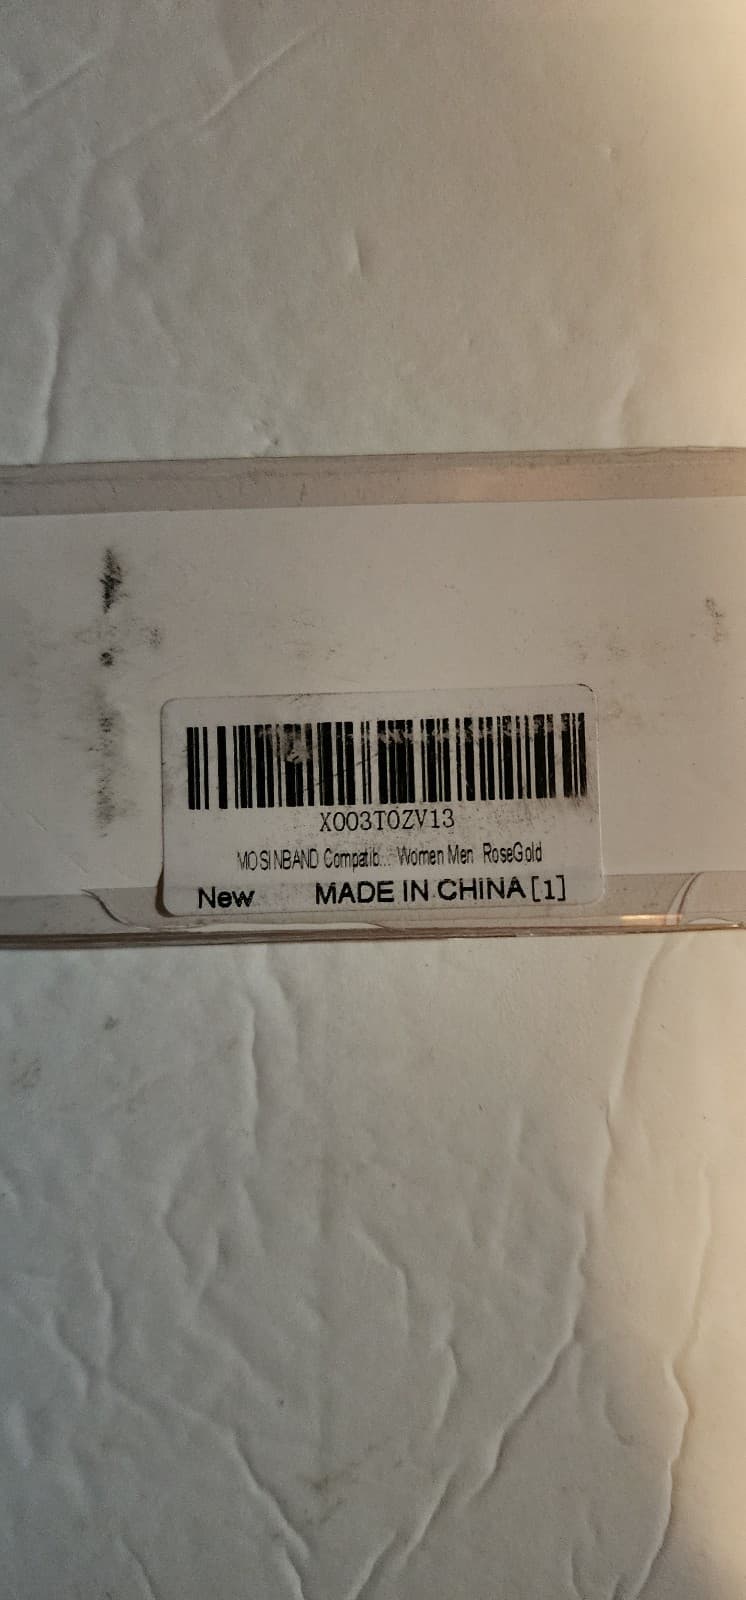 X003T0ZV13
MOSINBAND Compatib... Women Men RoseGold
New MADE IN CHINA [1]